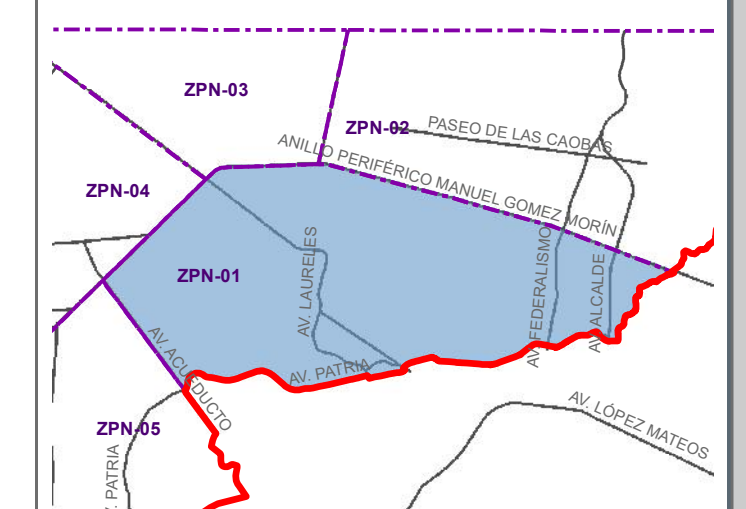 ZPN-03
ZPN-02
PASEO DE LAS CAOBAS
ANILLO PERIFÉRICO MANUEL GOMEZ MORÍN
ZPN-04
ZPN-01
AV. LAURELES
AV. FEDERALISMO
AV. ALCALDE
AV. ACUEDUCTO
AV. PATRIA
AV. LÓPEZ MATEOS
ZPN-05
. PATRIA